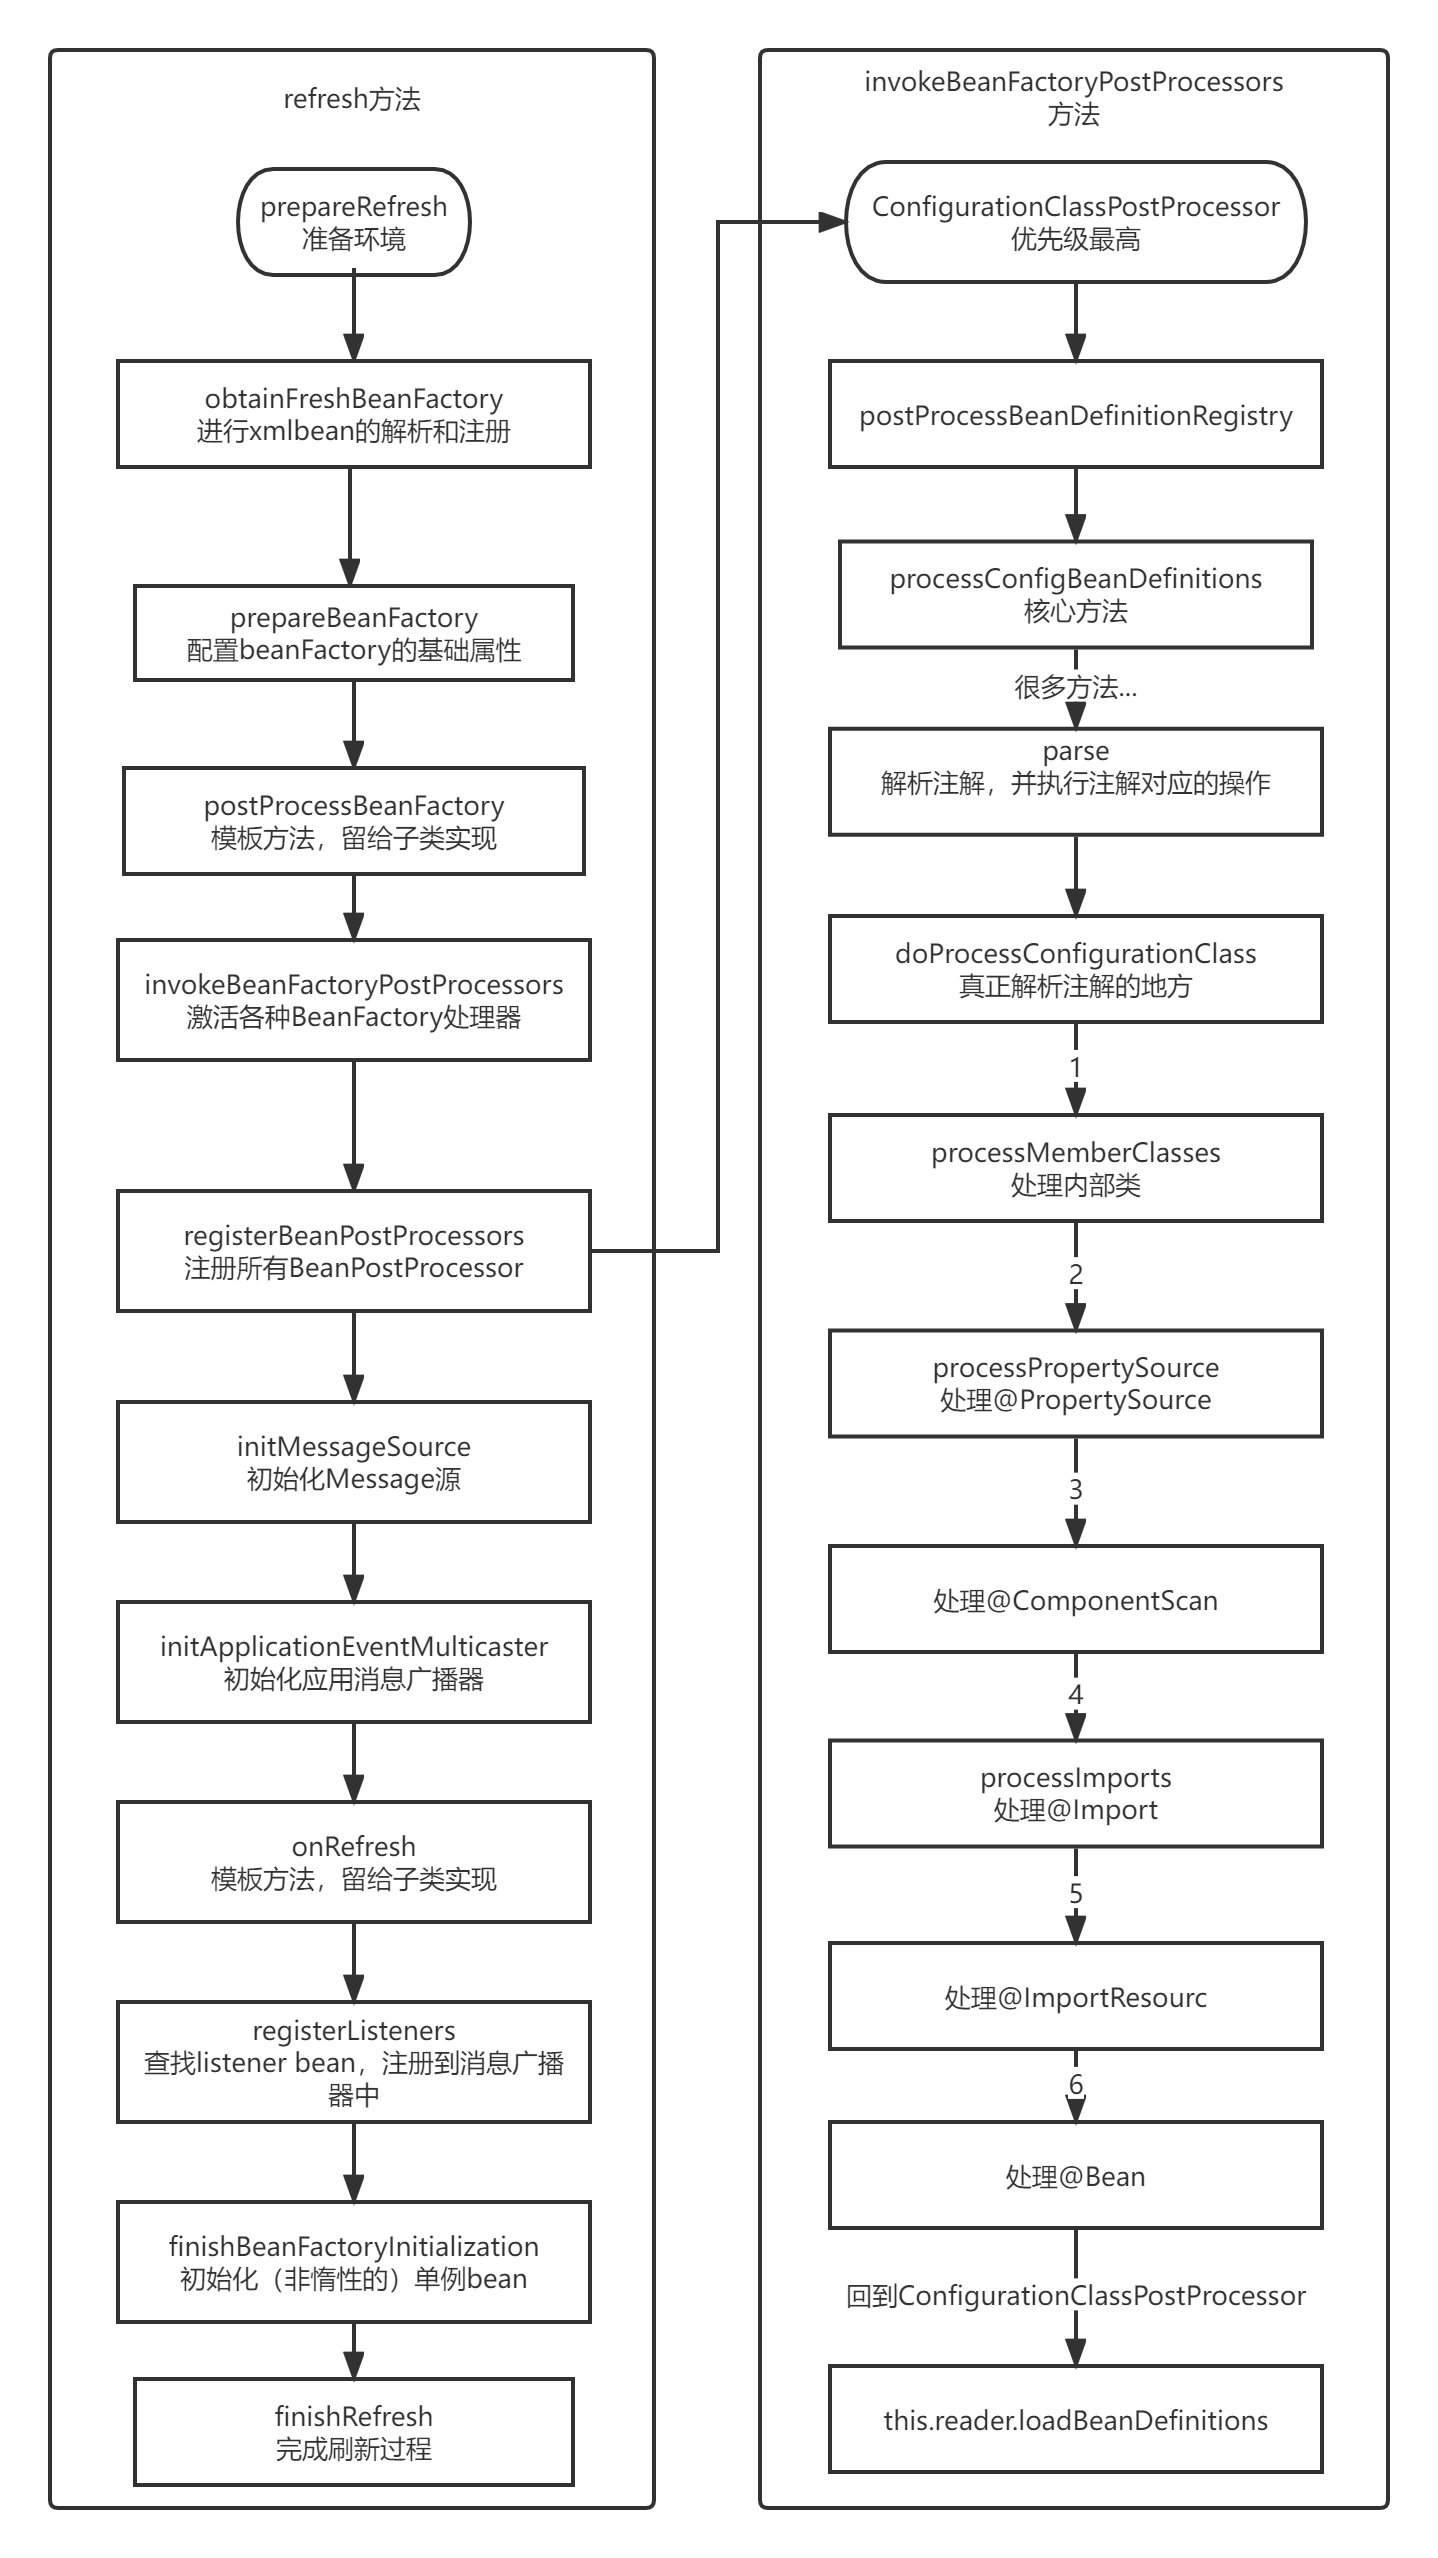 refresh方法
prepareRefresh
准备环境
obtainFreshBeanFactory
进行xmlbean的解析和注册
prepareBeanFactory
配置beanFactory的基础属性
postProcessBeanFactory
模板方法，留给子类实现
invokeBeanFactoryPostProcessors
激活各种BeanFactory处理器
registerBeanPostProcessors
注册所有BeanPostProcessor
initMessageSource
初始化Message源
initApplicationEventMulticaster
初始化应用消息广播器
onRefresh
模板方法，留给子类实现
registerListeners
查找listener bean，注册到消息广播
器中
finishBeanFactoryInitialization
初始化（非惰性的）单例bean
finishRefresh
完成刷新过程
invokeBeanFactoryPostProcessors
方法
ConfigurationClassPostProcessor
优先级最高
postProcessBeanDefinitionRegistry
processConfigBeanDefinitions
核心方法
很多方法...
parse
解析注解，并执行注解对应的操作
doProcessConfigurationClass
真正解析注解的地方
1
processMemberClasses
处理内部类
2
processPropertySource
处理@PropertySource
3
处理@ComponentScan
4
processImports
处理@Import
5
处理@ImportResourc
6
处理@Bean
回到ConfigurationClassPostProcessor
this.reader.loadBeanDefinitions